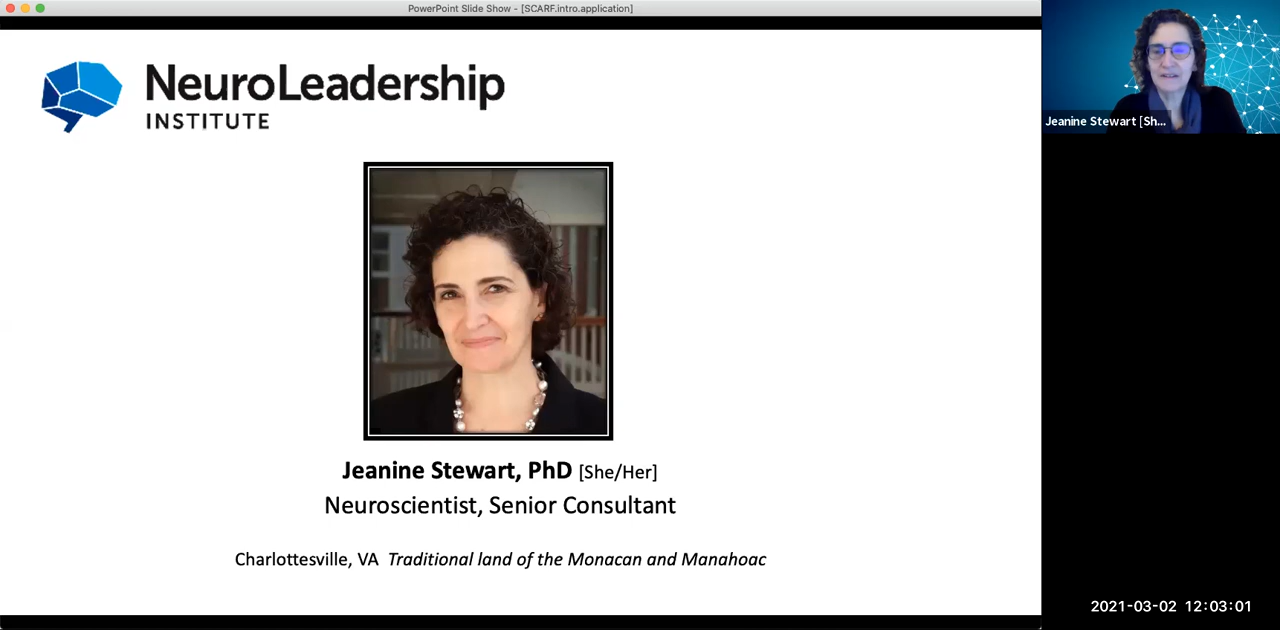 PowerPoint Slide Show - [SCARF.intro.application]
NeuroLeadership
INSTITUTE
Jeanine Stewart [Sh...
Jeanine Stewart, PhD [She/Her]
Neuroscientist, Senior Consultant
Charlottesville, VA Traditional land of the Monacan and Manahoac
2021-03-02 12:03:01